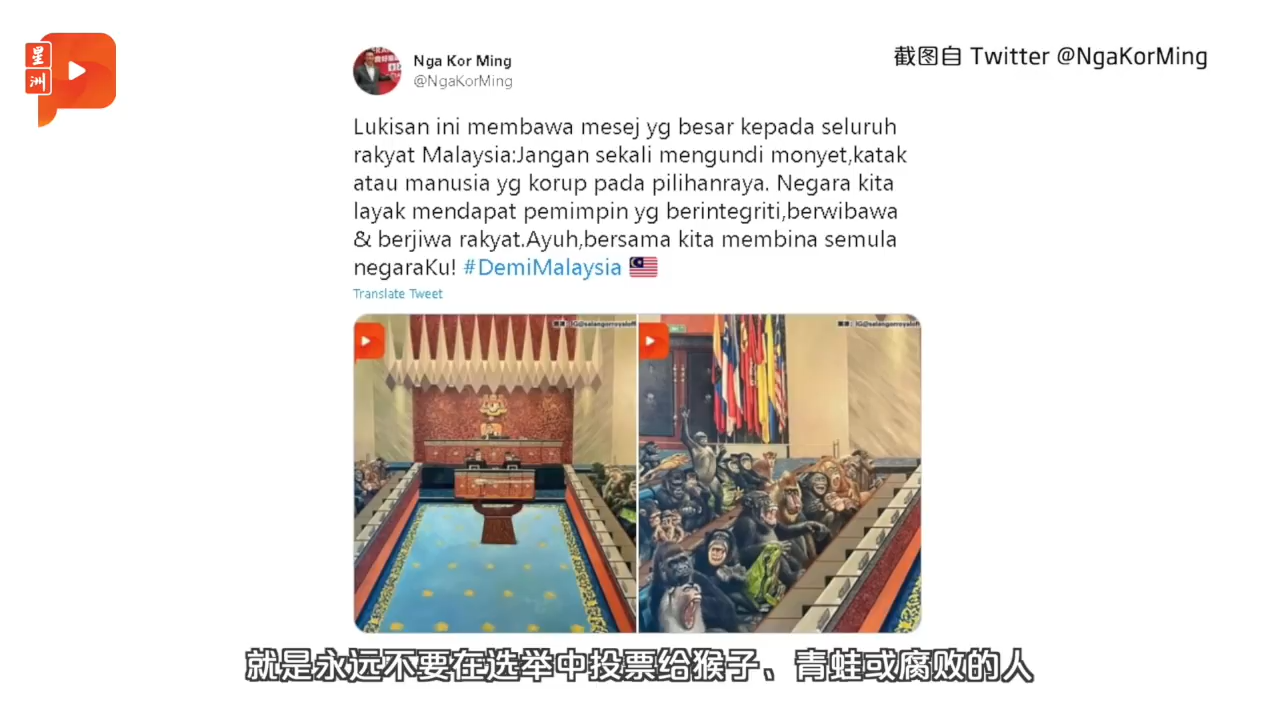 星
洲
截图自 Twitter @NgaKorMing
Nga Kor Ming
@NgaKorMing
Lukisan ini membawa mesej yg besar kepada seluruh
rakyat Malaysia:Jangan sekali mengundi monyet,katak
atau manusia yg korup pada pilihanraya. Negara kita
layak mendapat pemimpin yg berintegriti,berwibawa
& berjiwa rakyat.Ayuh,bersama kita membina semula
negaraKu! #DemiMalaysia
Translate Tweet
就是永远不要在选举中投票给猴子、青蛙或腐败的人